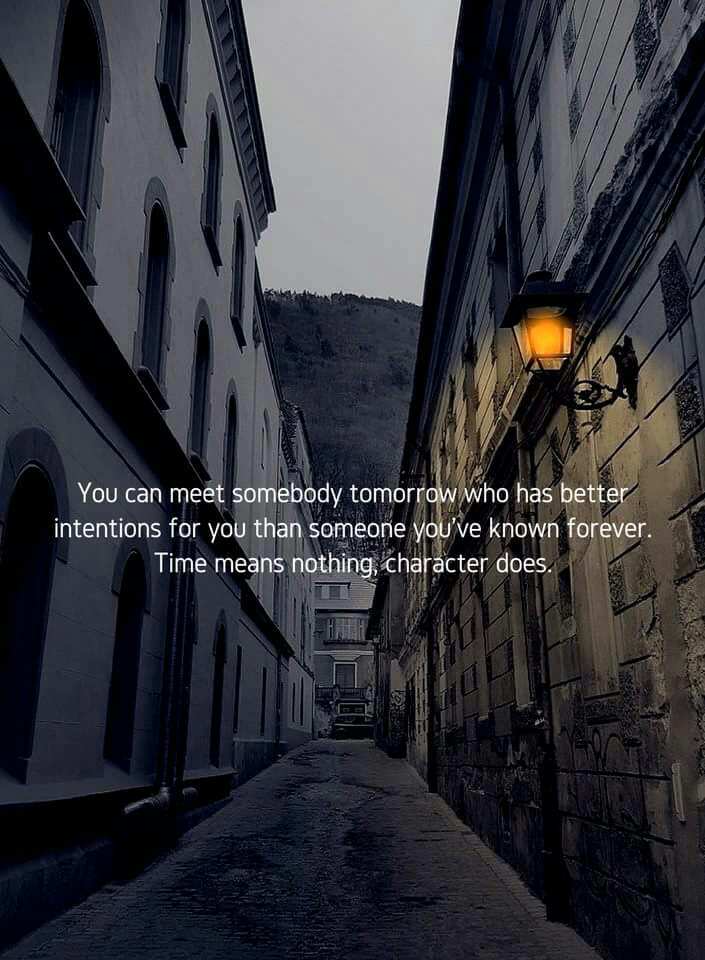 You can meet somebody tomorrow who has better
intentions for you than someone you've known forever.
Time means nothing, character does.